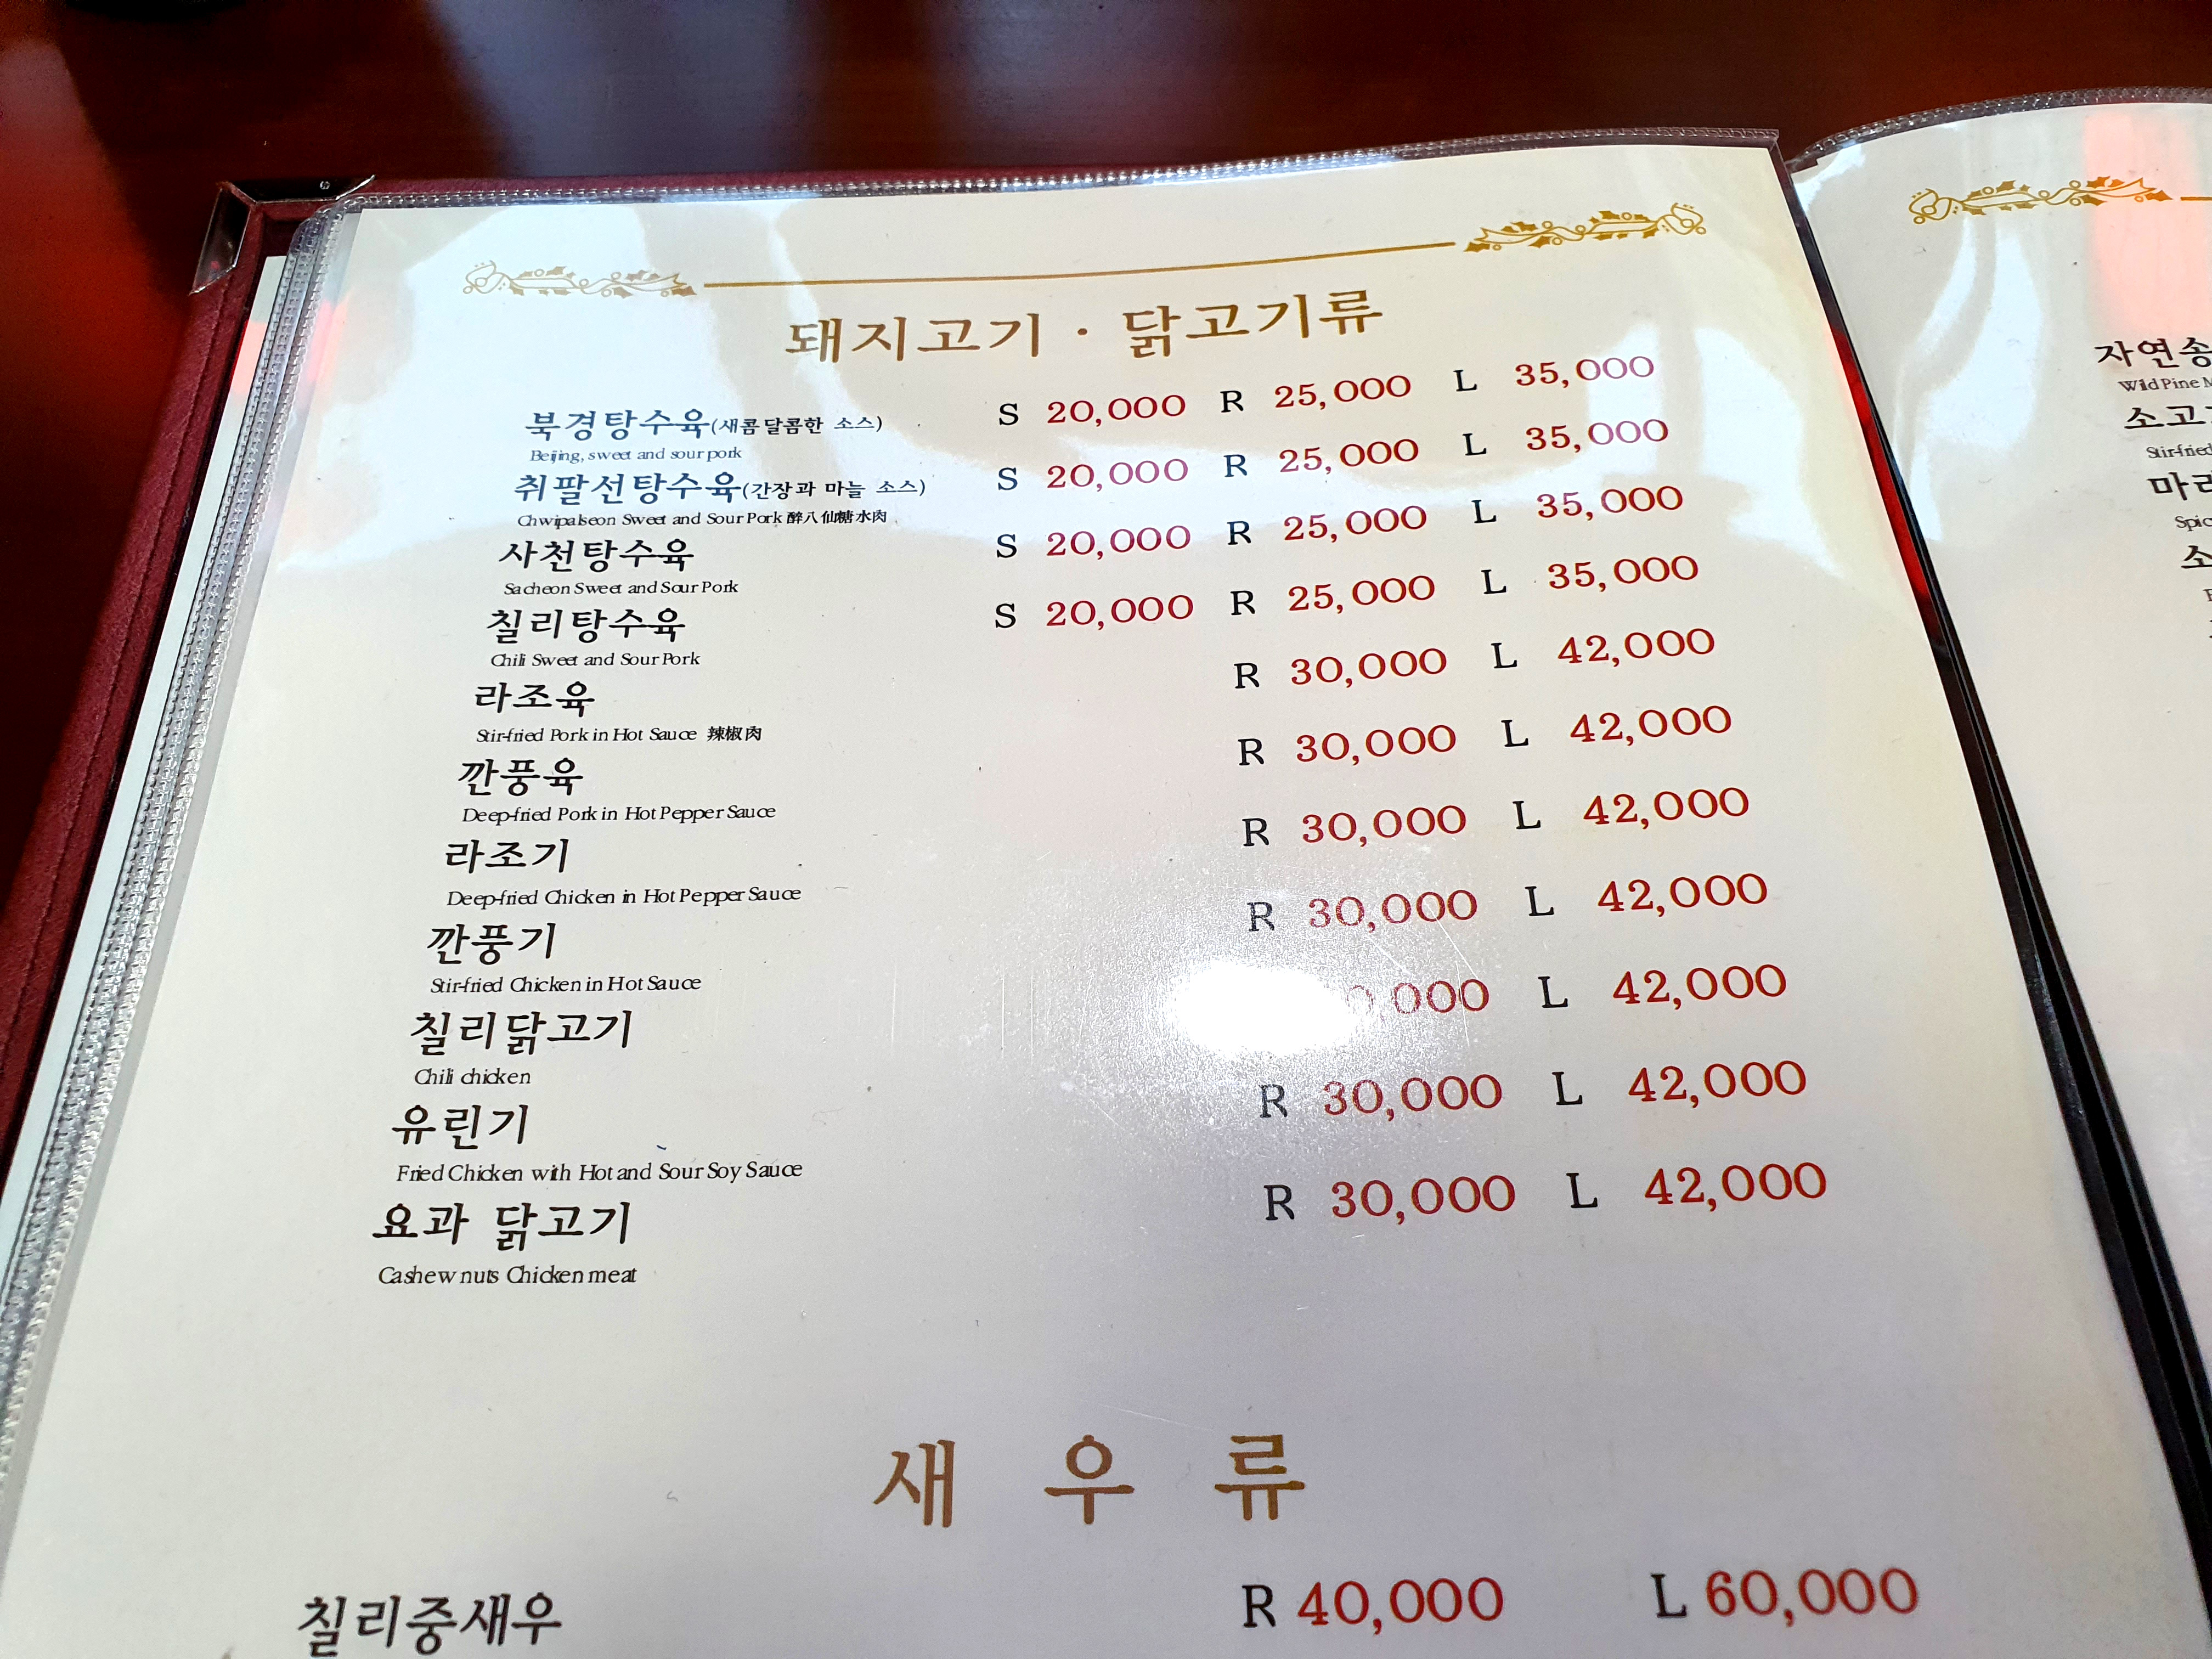 돼지고기 · 닭고기류
북경탕수육(새콤달콤한 소스) S 20,000 R 25,000 L 35,000
Beijing, sweet and sour pork
취팔선탕수육(간장과 마늘 소스) S 20,000 R 25,000 L 35,000
Chwipalseon Sweet and Sour Pork 醉八仙糖水肉
사천탕수육 S 20,000 R 25,000 L 35,000
Sacheon Sweet and Sour Pork
칠리탕수육 S 20,000 R 25,000 L 35,000
Chili Sweet and Sour Pork
라조육 R 30,000 L 42,000
Stir-fried Pork in Hot Sauce 辣椒肉
깐풍육 R 30,000 L 42,000
Deep-fried Pork in Hot Pepper Sauce
라조기 R 30,000 L 42,000
Deep-fried Chicken in Hot Pepper Sauce
깐풍기 R 30,000 L 42,000
Stir-fried Chicken in Hot Sauce
칠리닭고기 L 42,000
Chili chicken
유린기 R 30,000 L 42,000
Fried Chicken with Hot and Sour Soy Sauce
요과 닭고기 R 30,000 L 42,000
Cashew nuts Chicken meat
새우류
칠리중새우 R 40,000 L 60,000
자연송
Wild Pine
소고
Stir-fried
마